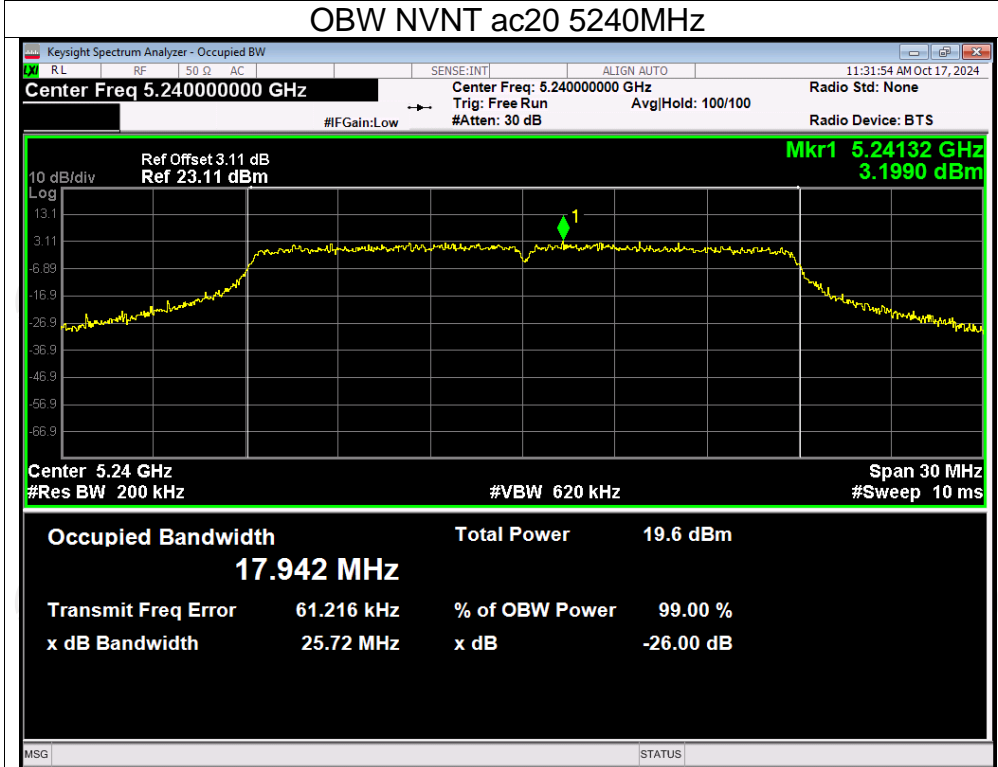 OBW NVNT ac20 5240MHz
Keysight Spectrum Analyzer - Occupied BW
LXI RL RF 50 Ω AC SENSE:INT ALIGN AUTO 11:31:54 AM Oct 17, 2024
Center Freq 5.240000000 GHz Center Freq: 5.240000000 GHz Radio Std: None
Trig: Free Run Avg|Hold: 100/100
#IFGain:Low #Atten: 30 dB Radio Device: BTS
Mkr1 5.24132 GHz
Ref Offset 3.11 dB
10 dB/div Ref 23.11 dBm 3.1990 dBm
Log
13.1
1
3.11
-6.89
-16.9
-26.9
-36.9
-46.9
-56.9
-66.9
Center 5.24 GHz Span 30 MHz
#Res BW 200 kHz #VBW 620 kHz #Sweep 10 ms
Occupied Bandwidth Total Power 19.6 dBm
17.942 MHz
Transmit Freq Error 61.216 kHz % of OBW Power 99.00 %
x dB Bandwidth 25.72 MHz x dB -26.00 dB
MSG STATUS